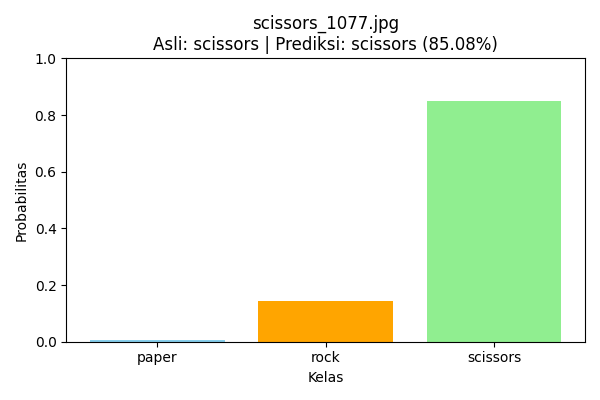 scissors_1077.jpg
Asli: scissors | Prediksi: scissors (85.08%)
1.0
0.8
0.6
0.4
0.2
0.0
Probabilitas
paper
rock
scissors
Kelas